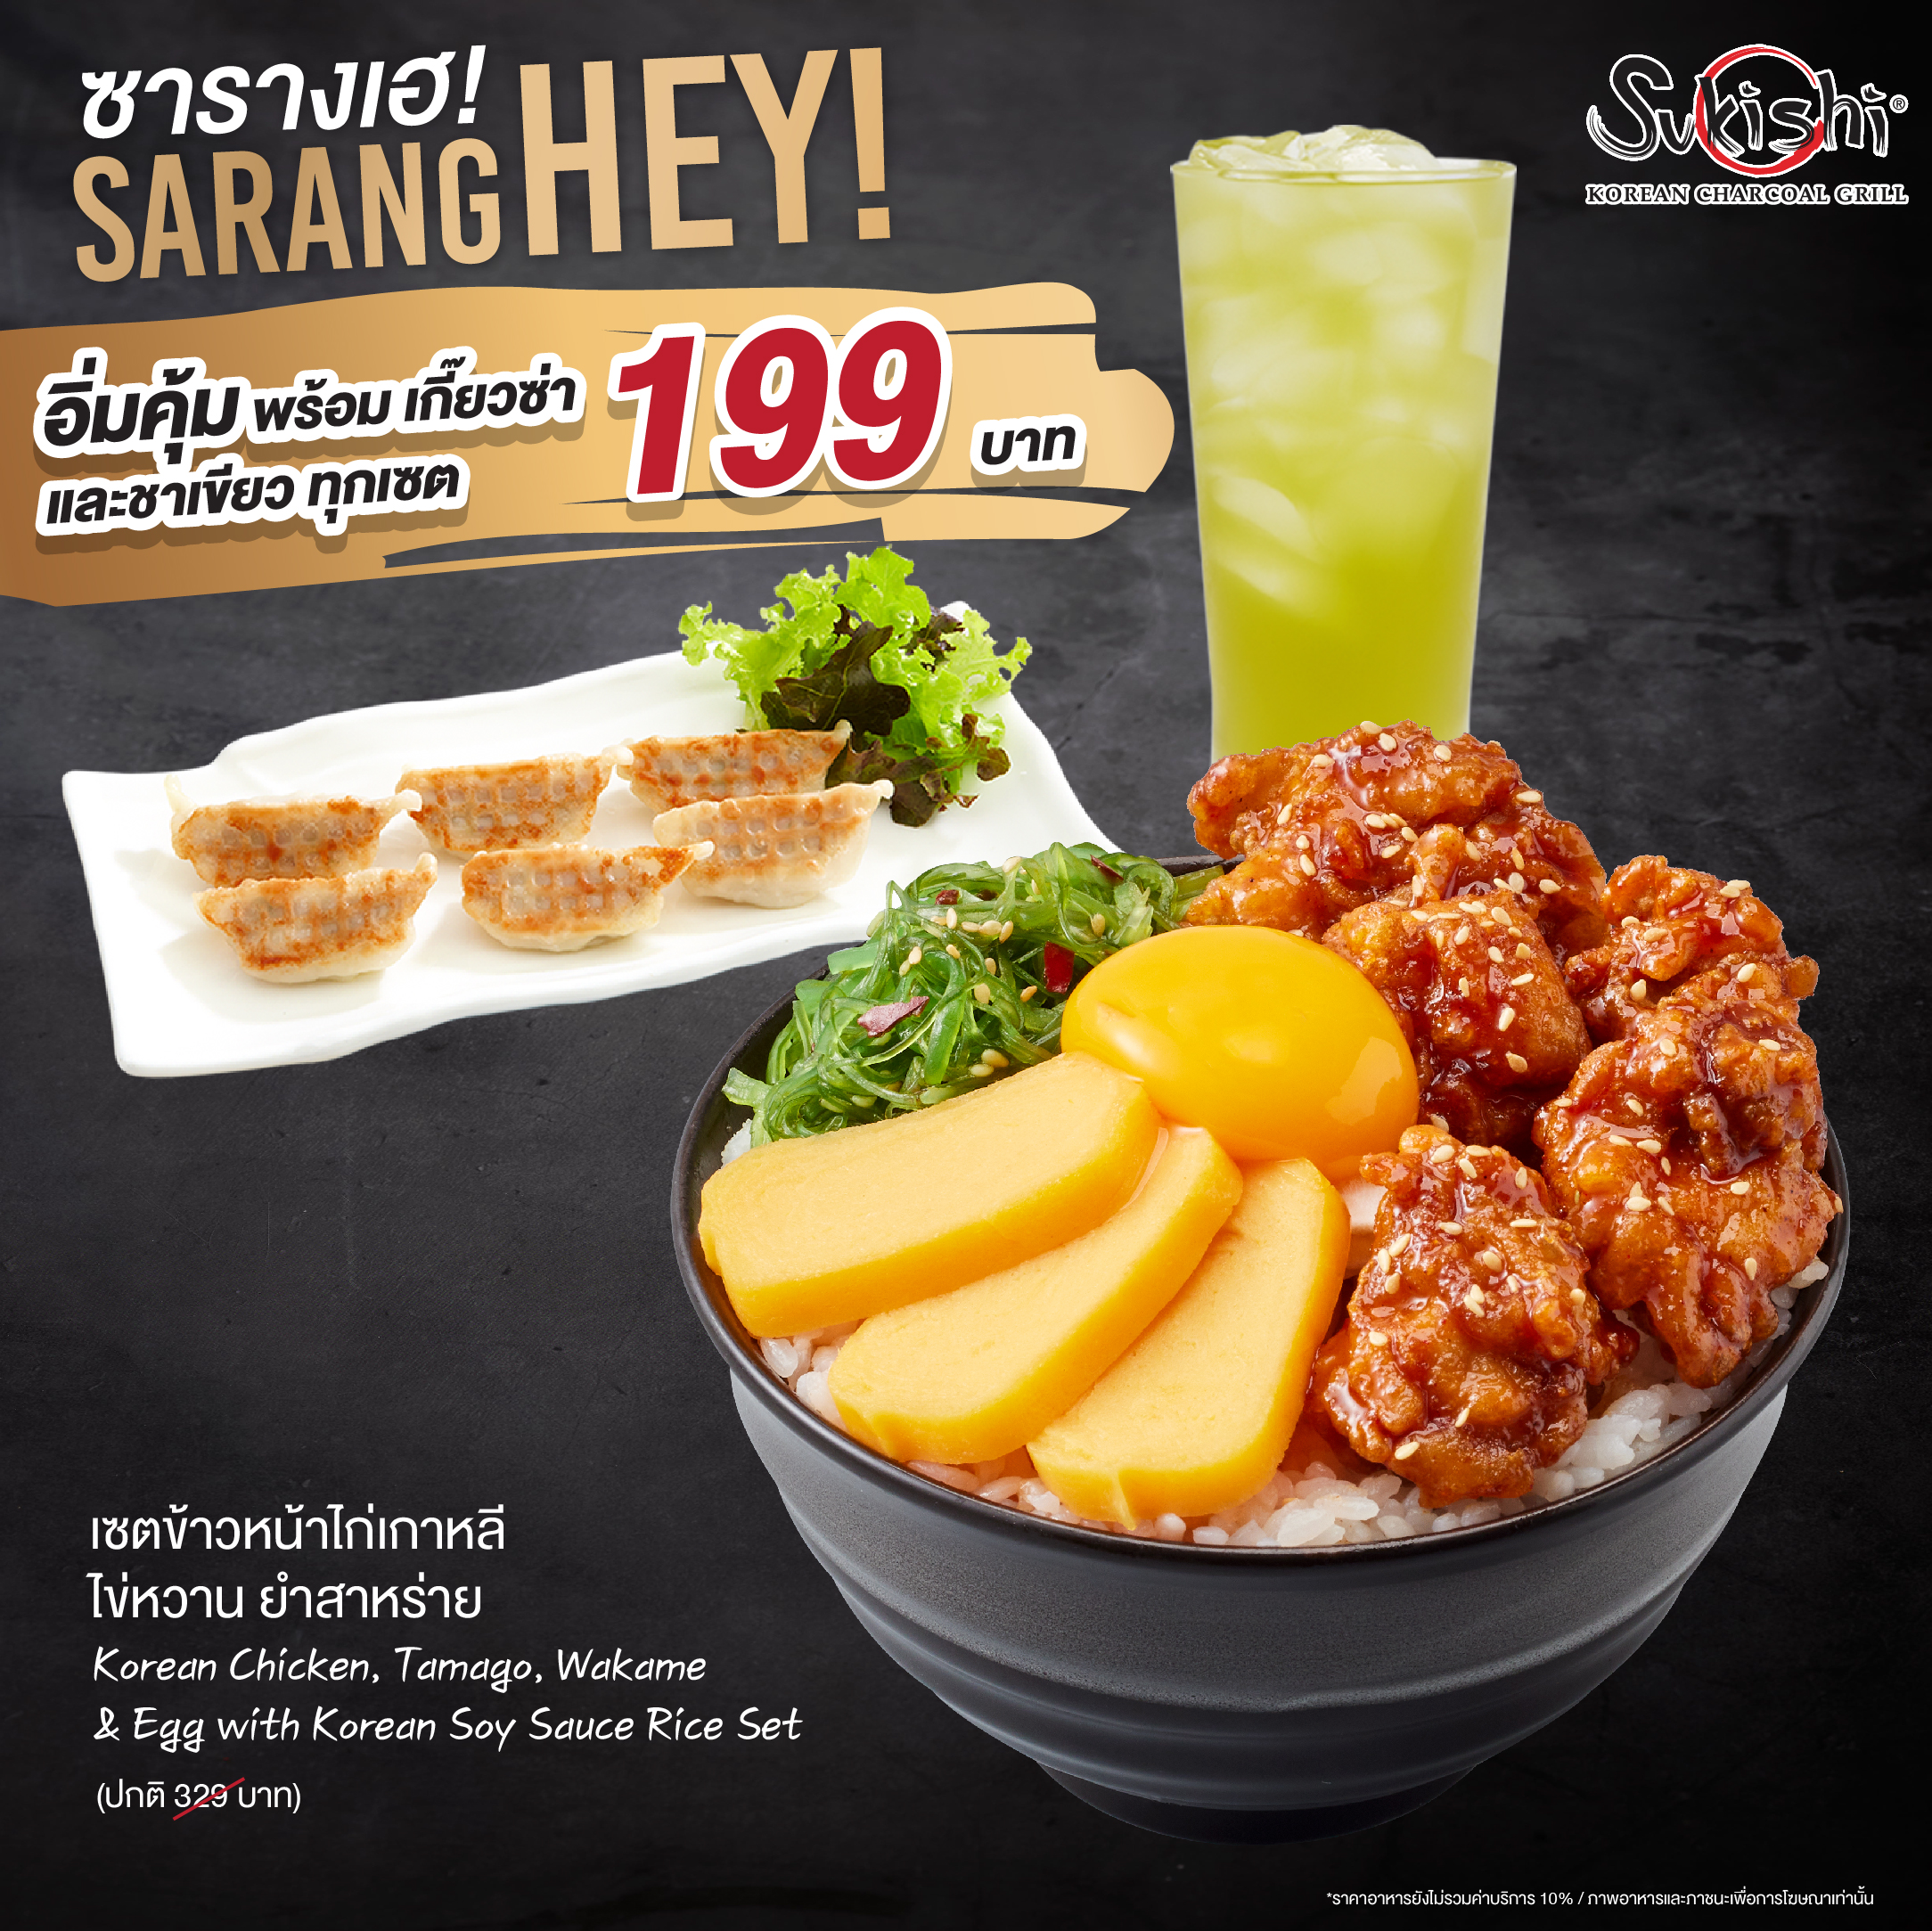 ซารางเฮ!
SARANGHEY!
Sukishi®
KOREAN CHARCOAL GRILL
อิ่มคุ้ม พร้อม เกี๊ยวซ่า
และชาเขียว ทุกเซต
199 บาท
เซตข้าวหน้าไก่เกาหลี
ไข่หวาน ยำสาหร่าย
Korean Chicken, Tamago, Wakame
& Egg with Korean Soy Sauce Rice Set
(ปกติ 329 บาท)
*ราคาอาหารยังไม่รวมค่าบริการ 10% / ภาพอาหารและภาชนะเพื่อการโฆษณาเท่านั้น